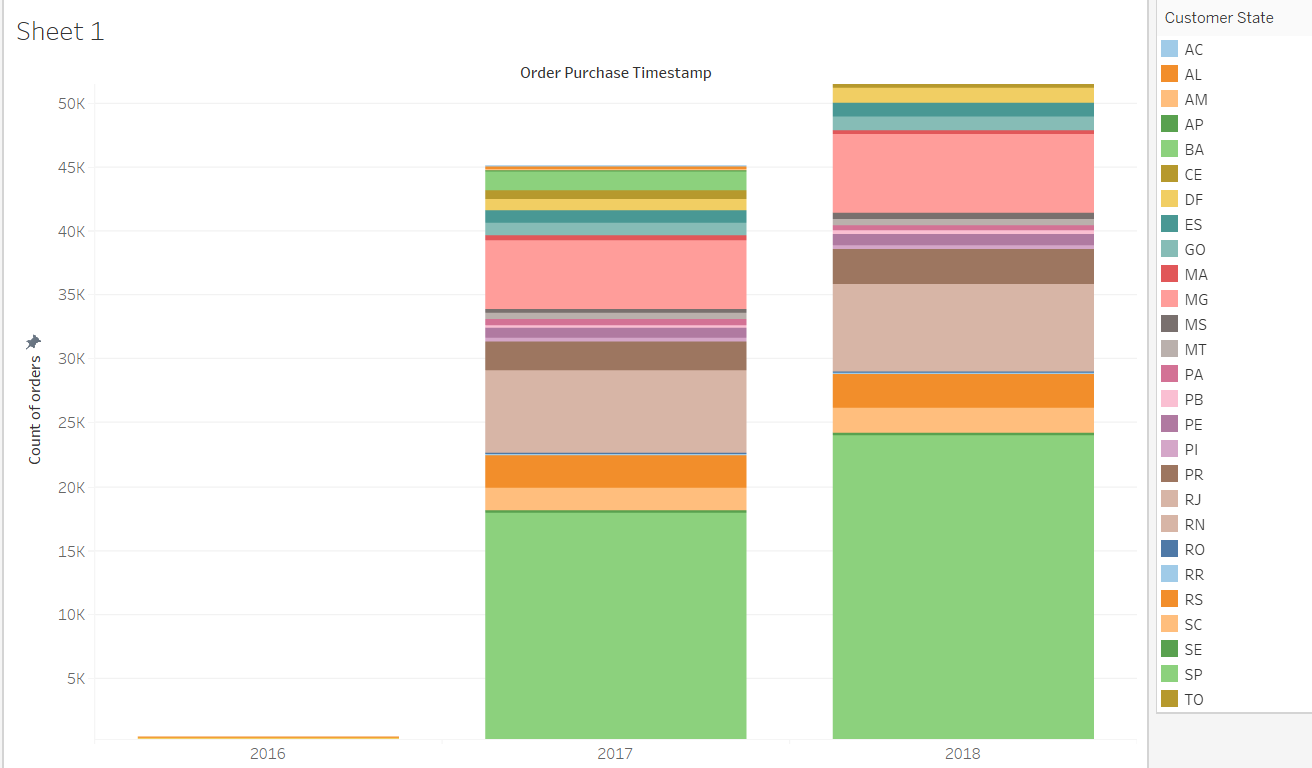 Sheet 1
Order Purchase Timestamp
50K
45K
40K
35K
30K
25K
20K
15K
10K
5K
Count of orders
2016
2017
2018
Customer State
AC
AL
AM
AP
BA
CE
DF
ES
GO
MA
MG
MS
MT
PA
PB
PE
PI
PR
RJ
RN
RO
RR
RS
SC
SE
SP
TO